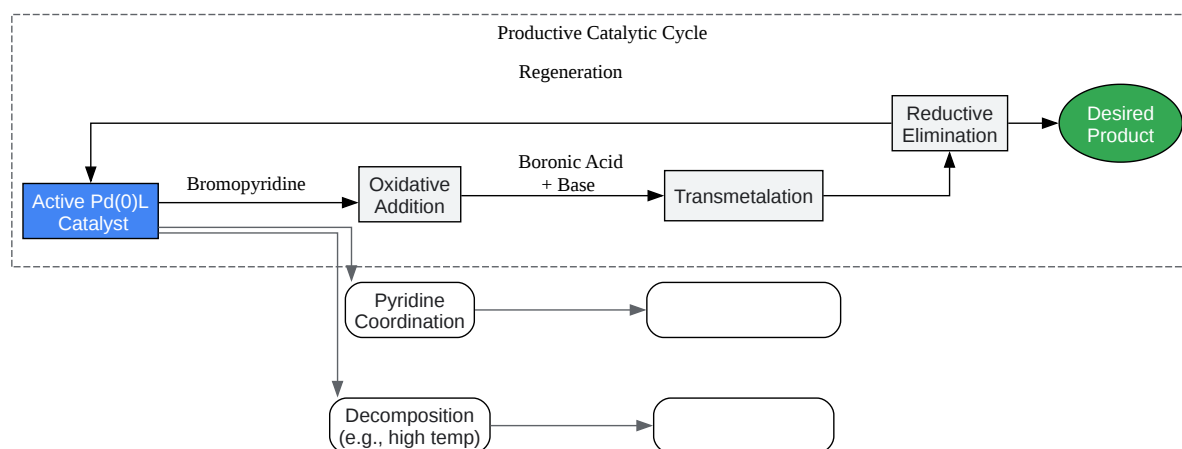 Productive Catalytic Cycle
Regeneration
Reductive
Elimination
Desired
Product
Active Pd(0)L
Catalyst
Bromopyridine
Oxidative
Addition
Boronic Acid
+ Base
Transmetalation
Pyridine
Coordination
Decomposition
(e.g., high temp)